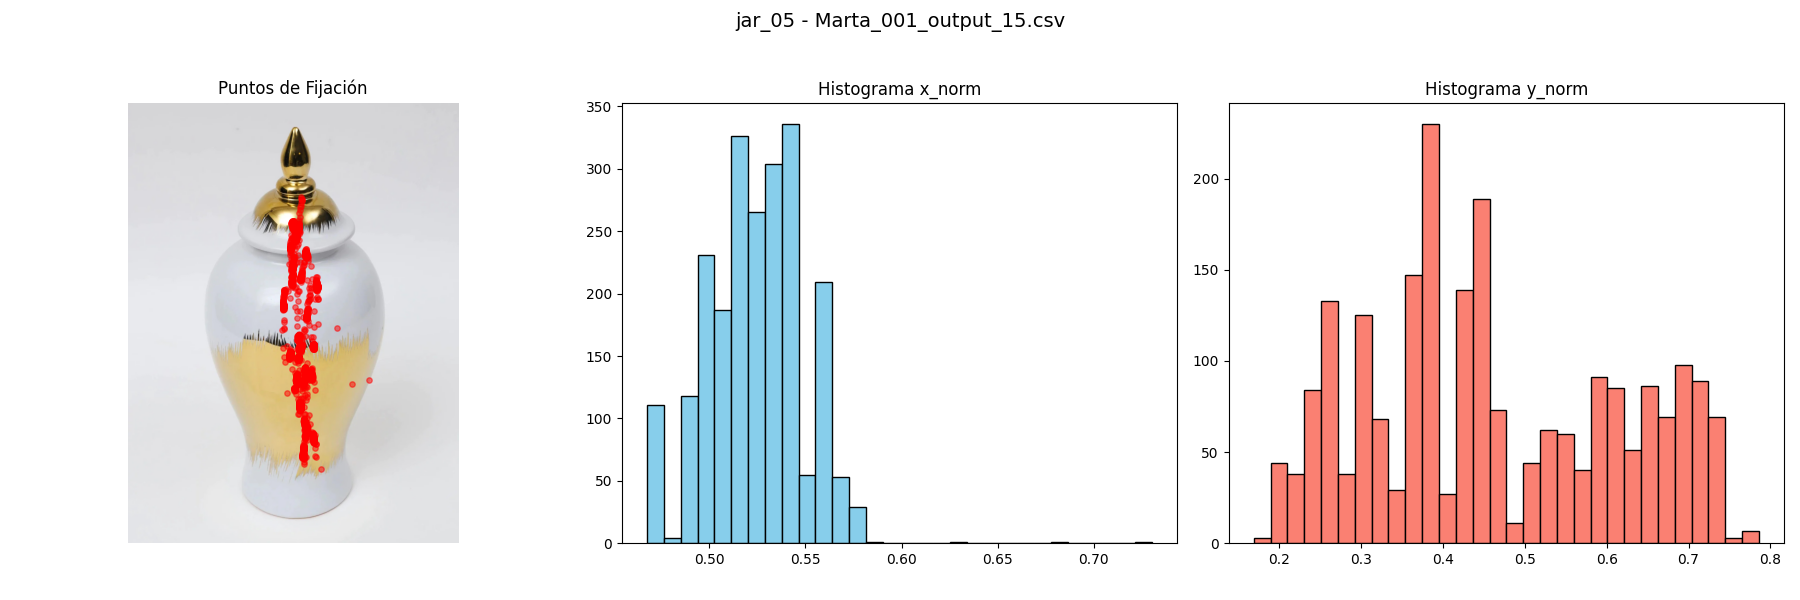 jar_05 - Marta_001_output_15.csv
Puntos de Fijación
Histograma x_norm
350
300
250
200
150
100
50
0
0.50 0.55 0.60 0.65 0.70
Histograma y_norm
200
150
100
50
0
0.2 0.3 0.4 0.5 0.6 0.7 0.8